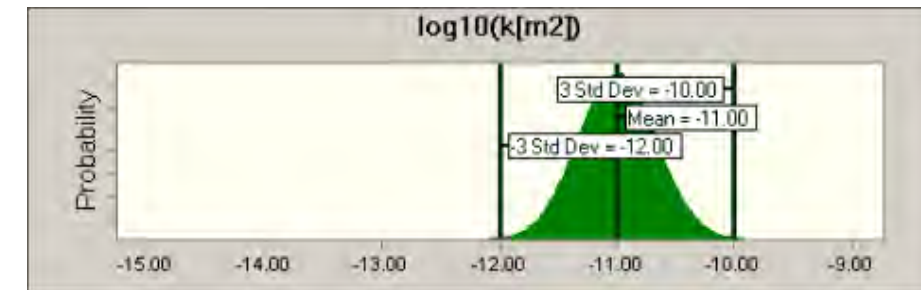 log10(k[m2])
Probability
3 Std Dev = -10.00
Mean = -11.00
-3 Std Dev = -12.00
-15.00 -14.00 -13.00 -12.00 -11.00 -10.00 -9.00